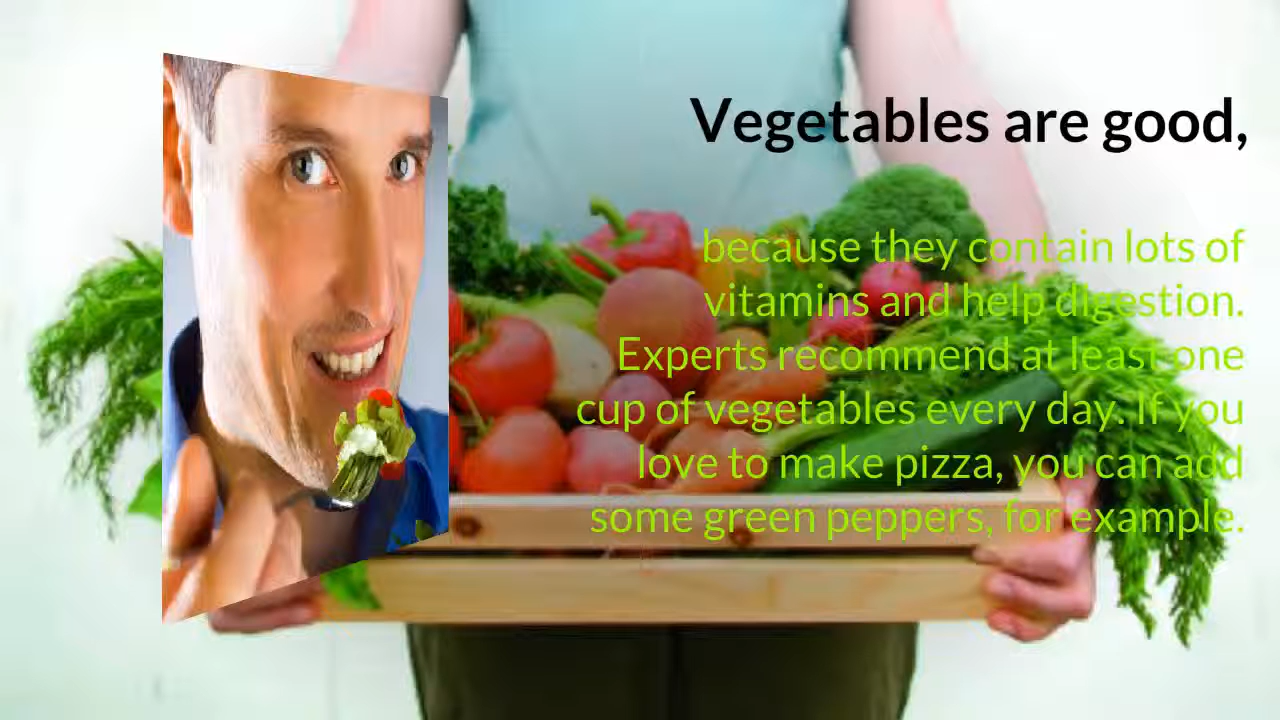 Vegetables are good,
because they contain lots of
vitamins and help digestion.
Experts recommend at least one
cup of vegetables every day. If you
love to make pizza, you can add
some green peppers, for example.